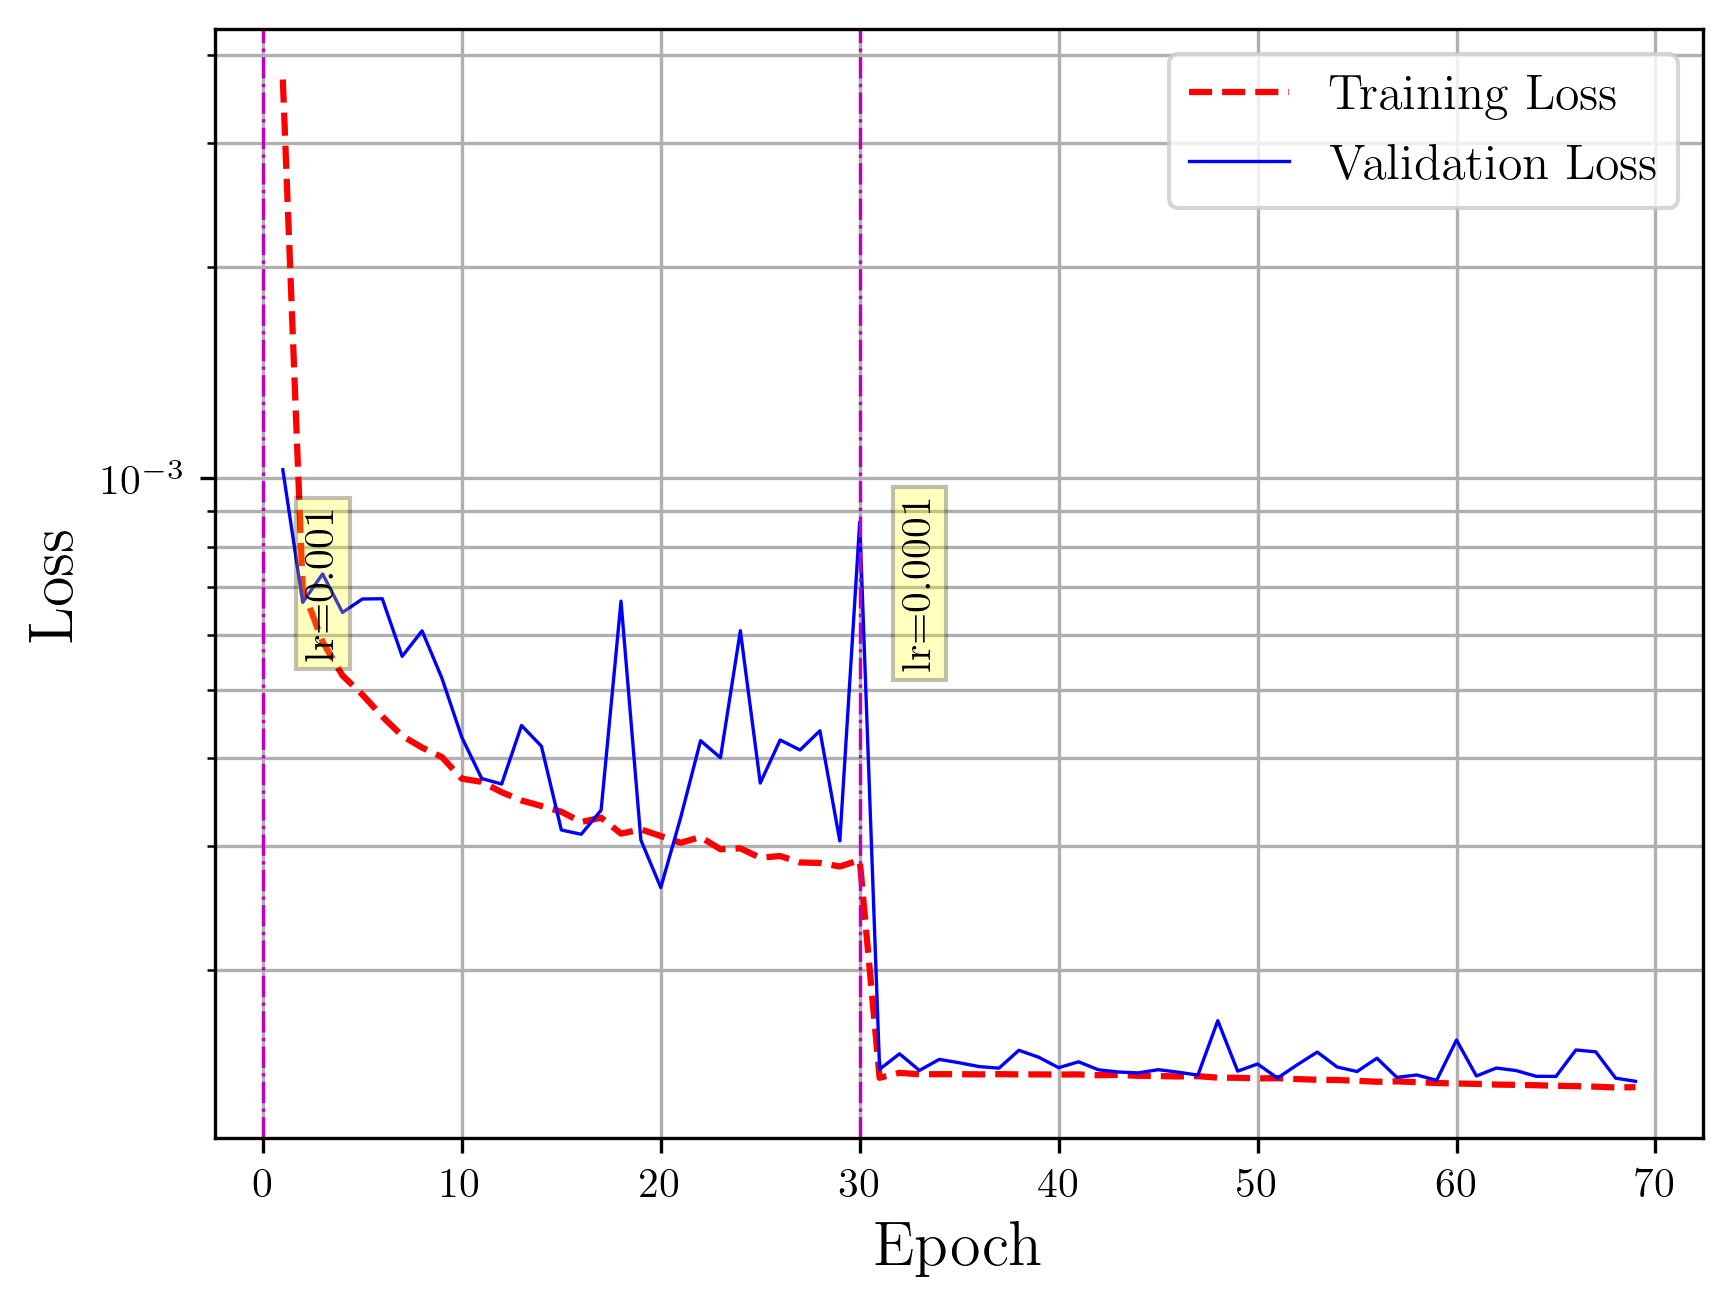 Training Loss
Validation Loss
10⁻³
lr=0.001
lr=0.0001
Loss
0 10 20 30 40 50 60 70
Epoch